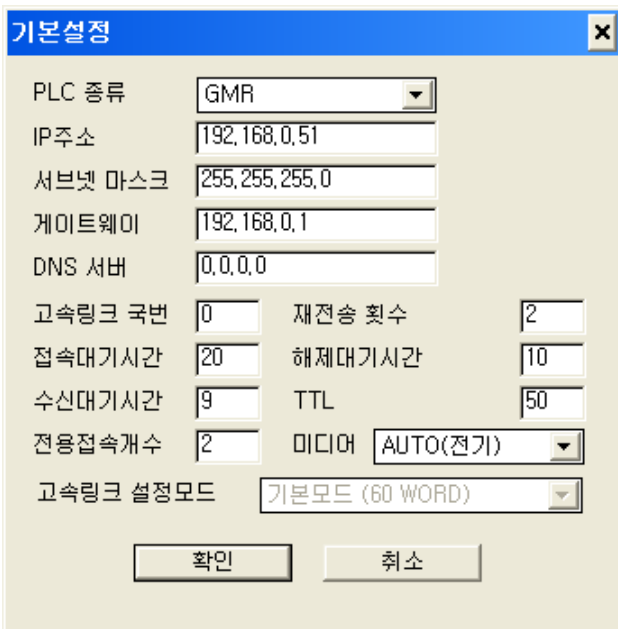 기본설정
PLC 종류 GMR
IP주소 192,168,0,51
서브넷 마스크 255,255,255,0
게이트웨이 192,168,0,1
DNS 서버 0,0,0,0
고속링크 국번 0 재전송 횟수 2
접속대기시간 20 해제대기시간 10
수신대기시간 9 TTL 50
전용접속개수 2 미디어 AUTO(전기)
고속링크 설정모드 기본모드 (60 WORD)
확인 취소